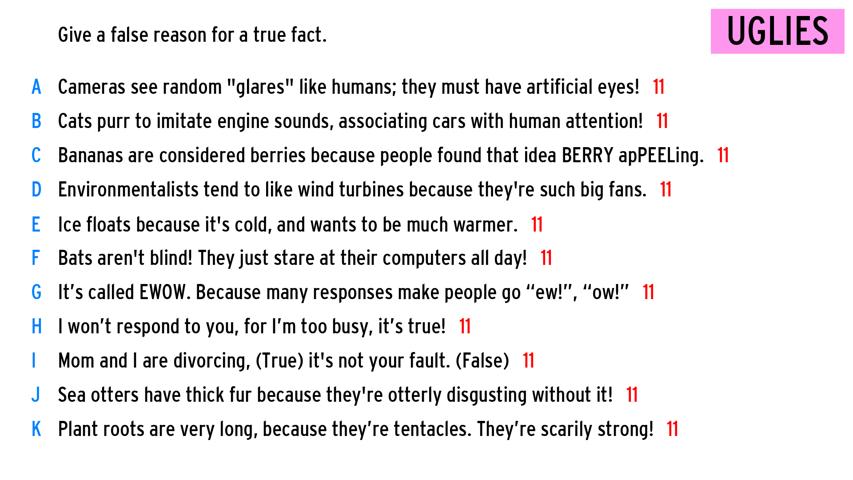 Give a false reason for a true fact.
UGLIES
A Cameras see random "glares" like humans; they must have artificial eyes! 11
B Cats purr to imitate engine sounds, associating cars with human attention! 11
C Bananas are considered berries because people found that idea BERRY apPEELing. 11
D Environmentalists tend to like wind turbines because they're such big fans. 11
E Ice floats because it's cold, and wants to be much warmer. 11
F Bats aren't blind! They just stare at their computers all day! 11
G It’s called EWOW. Because many responses make people go “ew!”, “ow!” 11
H I won’t respond to you, for I’m too busy, it’s true! 11
I Mom and I are divorcing, (True) it's not your fault. (False) 11
J Sea otters have thick fur because they're otterly disgusting without it! 11
K Plant roots are very long, because they’re tentacles. They’re scarily strong! 11